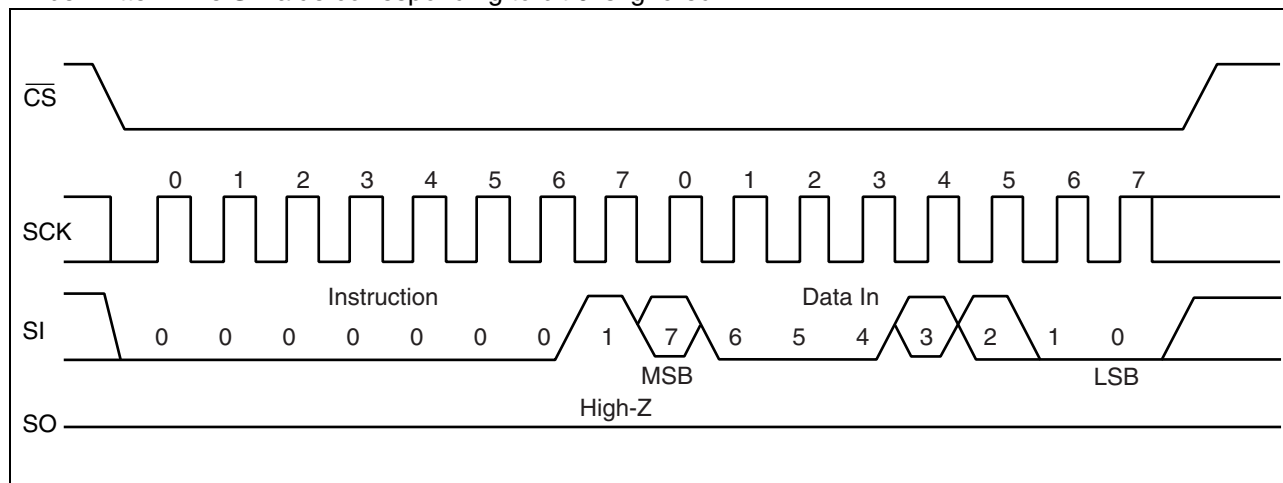 CS
0 1 2 3 4 5 6 7 0 1 2 3 4 5 6 7
SCK
Instruction Data In
SI 0 0 0 0 0 0 0 1 7 6 5 4 3 2 1 0
MSB LSB
High-Z
SO